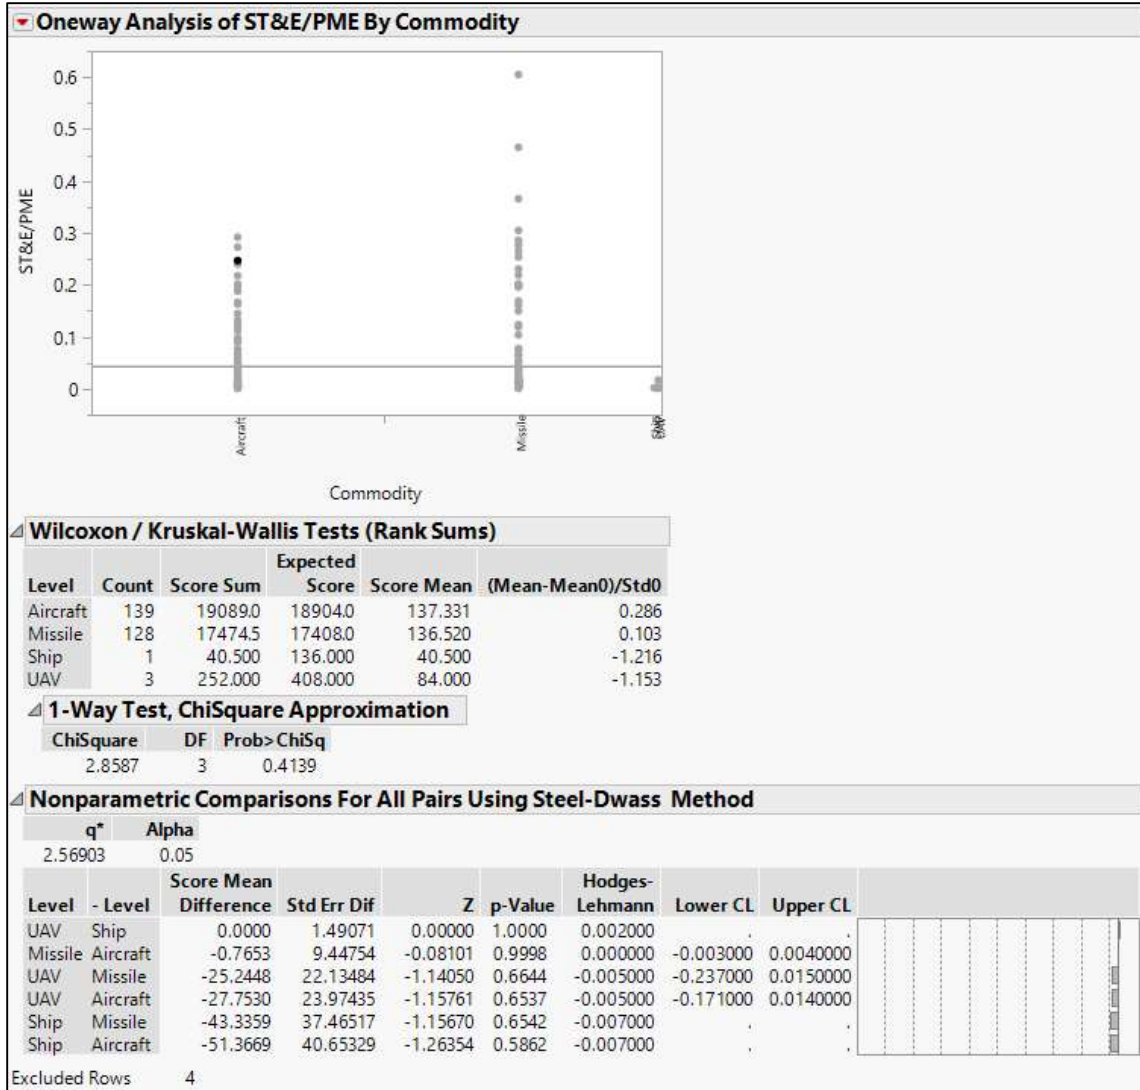 Oneway Analysis of ST&E/PME By Commodity
0.6
0.5
0.4
0.3
0.2
0.1
0
ST&E/PME
Aircraft
Missile
Ship
UAV
Commodity
Wilcoxon / Kruskal-Wallis Tests (Rank Sums)
Expected
Level Count Score Sum Score Score Mean (Mean-Mean0)/Std0
Aircraft 139 19089.0 18904.0 137.331 0.286
Missile 128 17474.5 17408.0 136.520 0.103
Ship 1 40.500 136.000 40.500 -1.216
UAV 3 252.000 408.000 84.000 -1.153
1-Way Test, ChiSquare Approximation
ChiSquare DF Prob>ChiSq
2.8587 3 0.4139
Nonparametric Comparisons For All Pairs Using Steel-Dwass Method
q* Alpha
2.56903 0.05
Score Mean Hodges-
Level - Level Difference Std Err Dif Z p-Value Lehmann Lower CL Upper CL
UAV Ship 0.0000 1.49071 0.00000 1.0000 0.002000 . .
Missile Aircraft -0.7653 9.44754 -0.08101 0.9998 0.000000 -0.003000 0.0040000
UAV Missile -25.2448 22.13484 -1.14050 0.6644 -0.005000 -0.237000 0.0150000
UAV Aircraft -27.7530 23.97435 -1.15761 0.6537 -0.005000 -0.171000 0.0140000
Ship Missile -43.3359 37.46517 -1.15670 0.6542 -0.007000 . .
Ship Aircraft -51.3669 40.65329 -1.26354 0.5862 -0.007000 . .
Excluded Rows 4